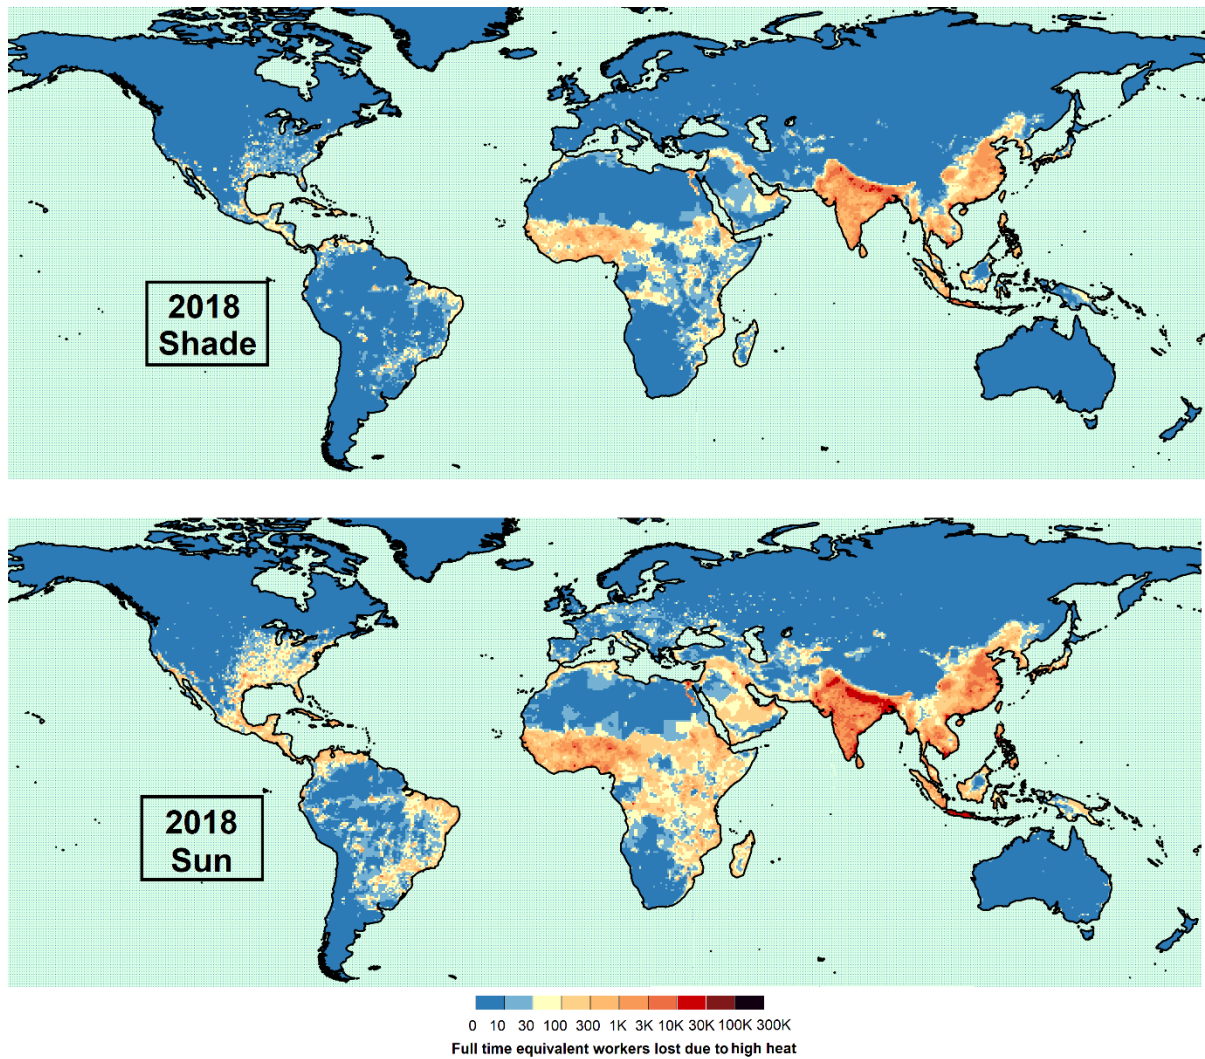 2018
Shade
2018
Sun
0 10 30 100 300 1K 3K 10K 30K 100K 300K
Full time equivalent workers lost due to high heat